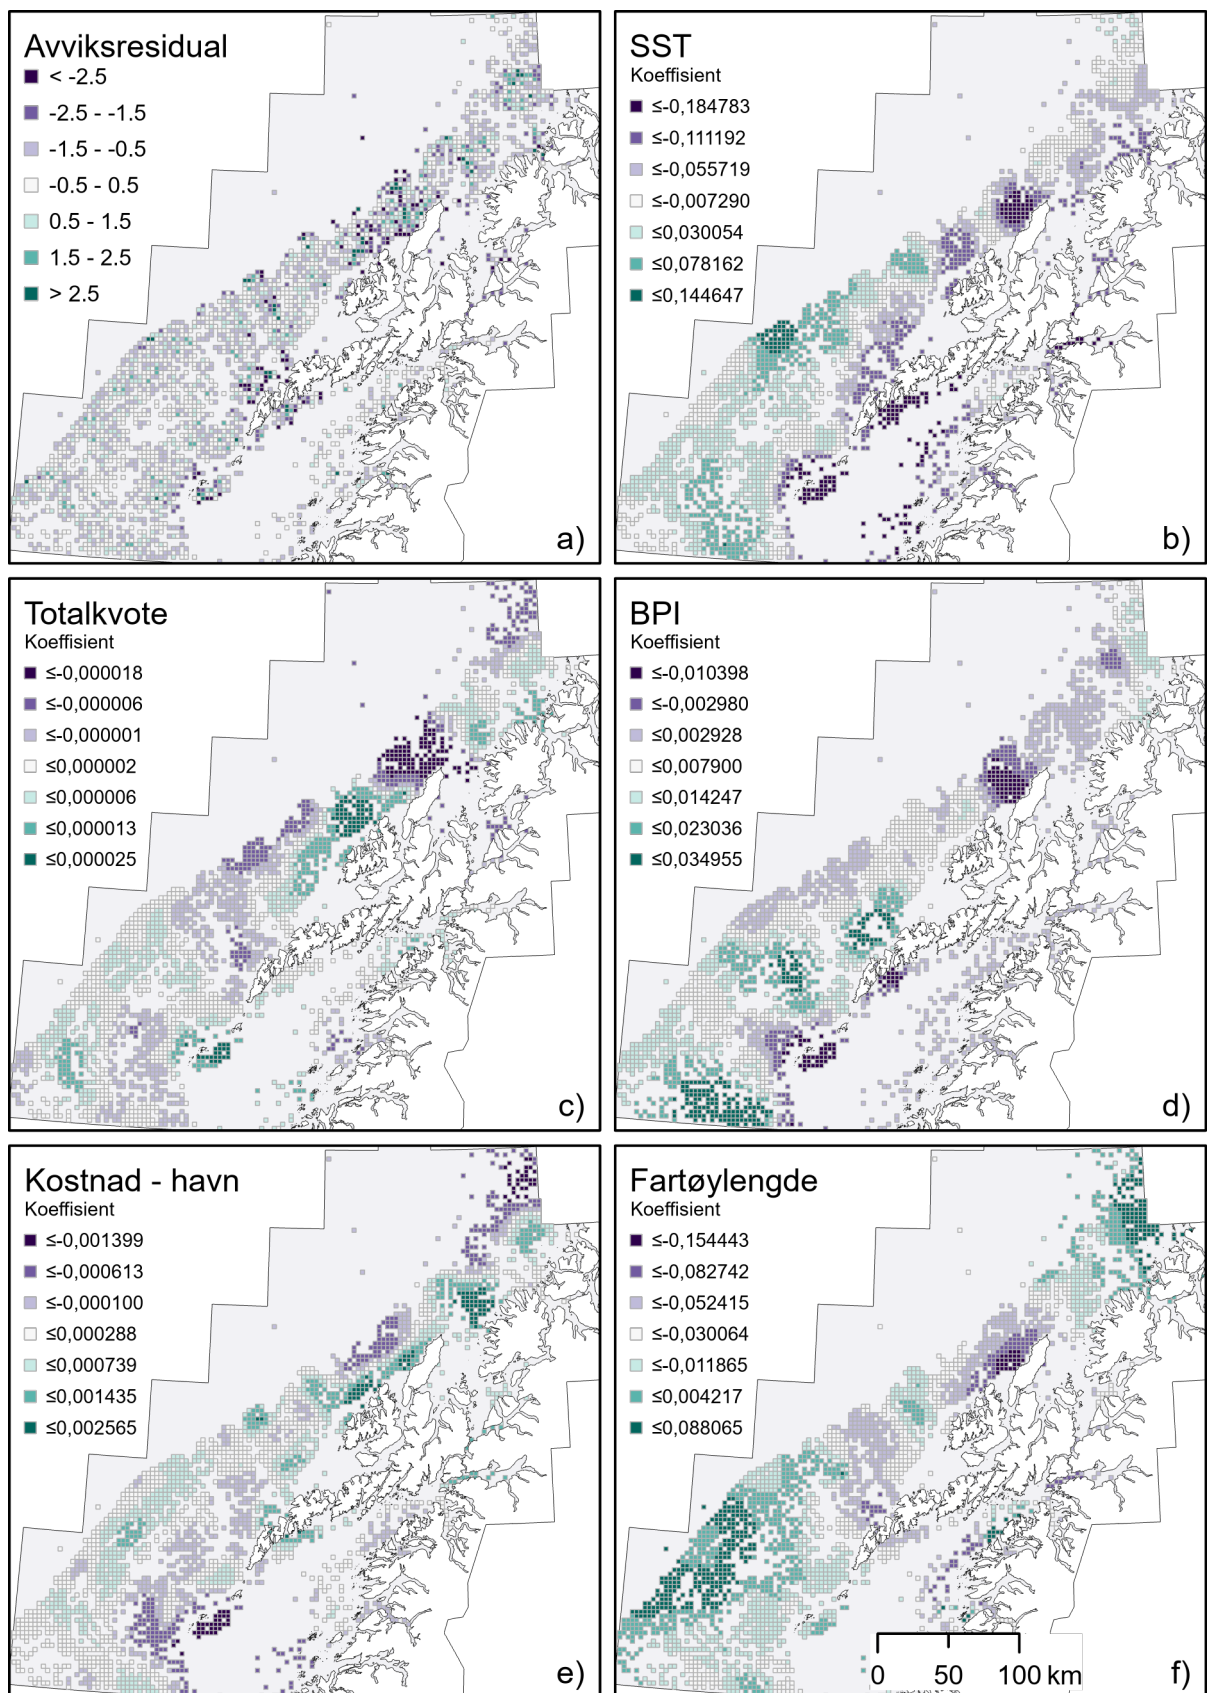 Avviksresidual
< -2.5
-2.5 - -1.5
-1.5 - -0.5
-0.5 - 0.5
0.5 - 1.5
1.5 - 2.5
> 2.5
a)
SST
Koeffisient
≤-0,184783
≤-0,111192
≤-0,055719
≤-0,007290
≤0,030054
≤0,078162
≤0,144647
b)
Totalkvote
Koeffisient
≤-0,000018
≤-0,000006
≤-0,000001
≤0,000002
≤0,000006
≤0,000013
≤0,000025
c)
BPI
Koeffisient
≤-0,010398
≤-0,002980
≤0,002928
≤0,007900
≤0,014247
≤0,023036
≤0,034955
d)
Kostnad - havn
Koeffisient
≤-0,001399
≤-0,000613
≤-0,000100
≤0,000288
≤0,000739
≤0,001435
≤0,002565
e)
Fartøylengde
Koeffisient
≤-0,154443
≤-0,082742
≤-0,052415
≤-0,030064
≤-0,011865
≤0,004217
≤0,088065
0 50 100 km
f)